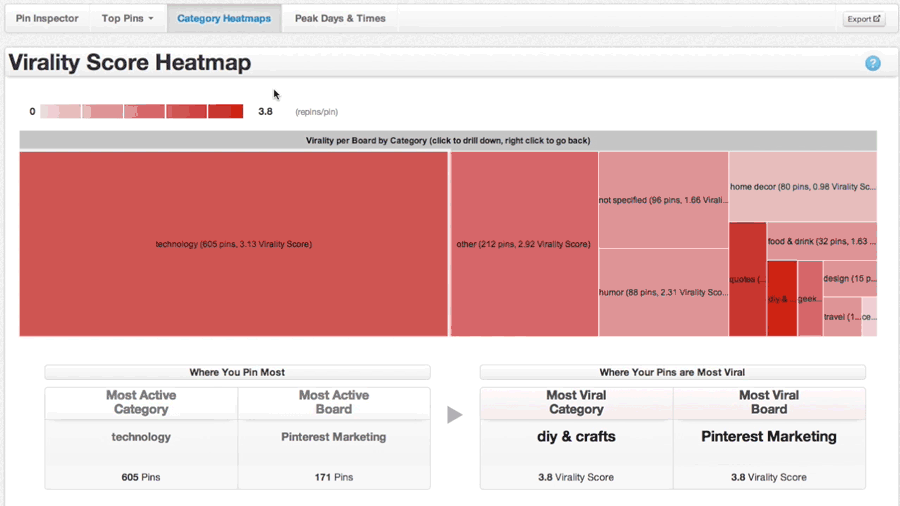 Pin Inspector Top Pins Category Heatmaps Peak Days & Times Export
Virality Score Heatmap ?
0 3.8 (repins/pin)
Virality per Board by Category (click to drill down, right click to go back)
technology (605 pins, 3.13 Virality Score)
other (212 pins, 2.92 Virality Score)
not specified (96 pins, 1.66 Virali...
humor (88 pins, 2.31 Virality Sco...
home decor (80 pins, 0.98 Virality Sc...
quotes (...
food & drink (32 pins, 1.63 ...
diy & ...
geek...
design (15 p...
travel (1...
ce...
Where You Pin Most
Most Active
Category
technology
605 Pins
Most Active
Board
Pinterest Marketing
171 Pins
Where Your Pins are Most Viral
Most Viral
Category
diy & crafts
3.8 Virality Score
Most Viral
Board
Pinterest Marketing
3.8 Virality Score